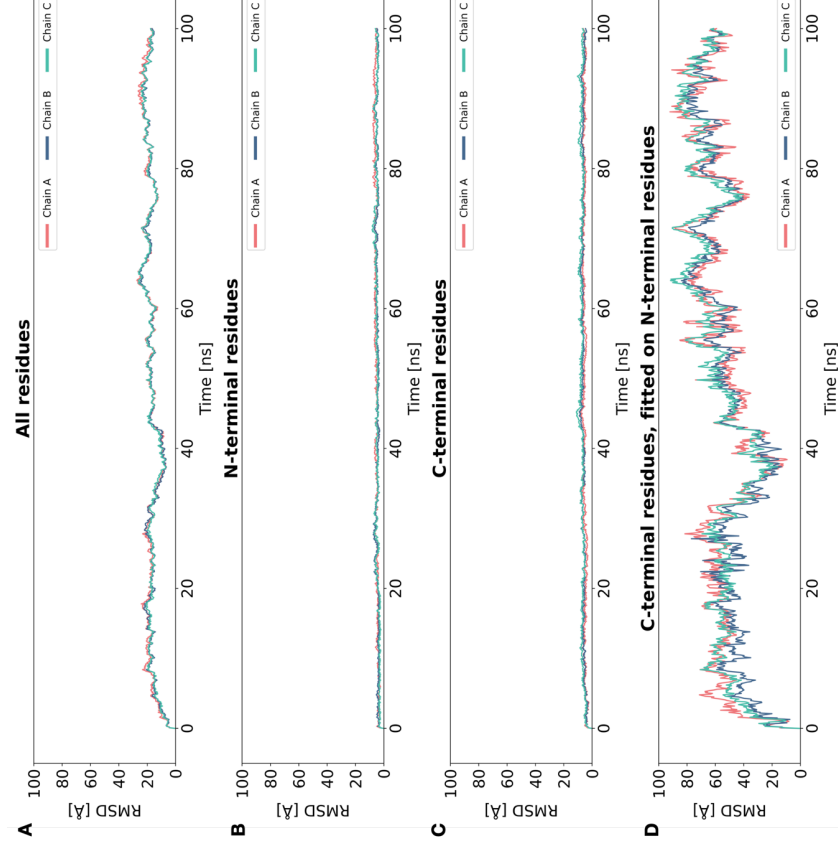 A
All residues
Chain A Chain B Chain C
100
80
60
40
20
0
RMSD [Å]
0 20 40 60 80 100
Time [ns]
B
N-terminal residues
Chain A Chain B Chain C
100
80
60
40
20
0
RMSD [Å]
0 20 40 60 80 100
Time [ns]
C
C-terminal residues
Chain A Chain B Chain C
100
80
60
40
20
0
RMSD [Å]
0 20 40 60 80 100
Time [ns]
D
C-terminal residues, fitted on N-terminal residues
100
80
60
40
20
0
RMSD [Å]
Chain A Chain B Chain C
0 20 40 60 80 100
Time [ns]